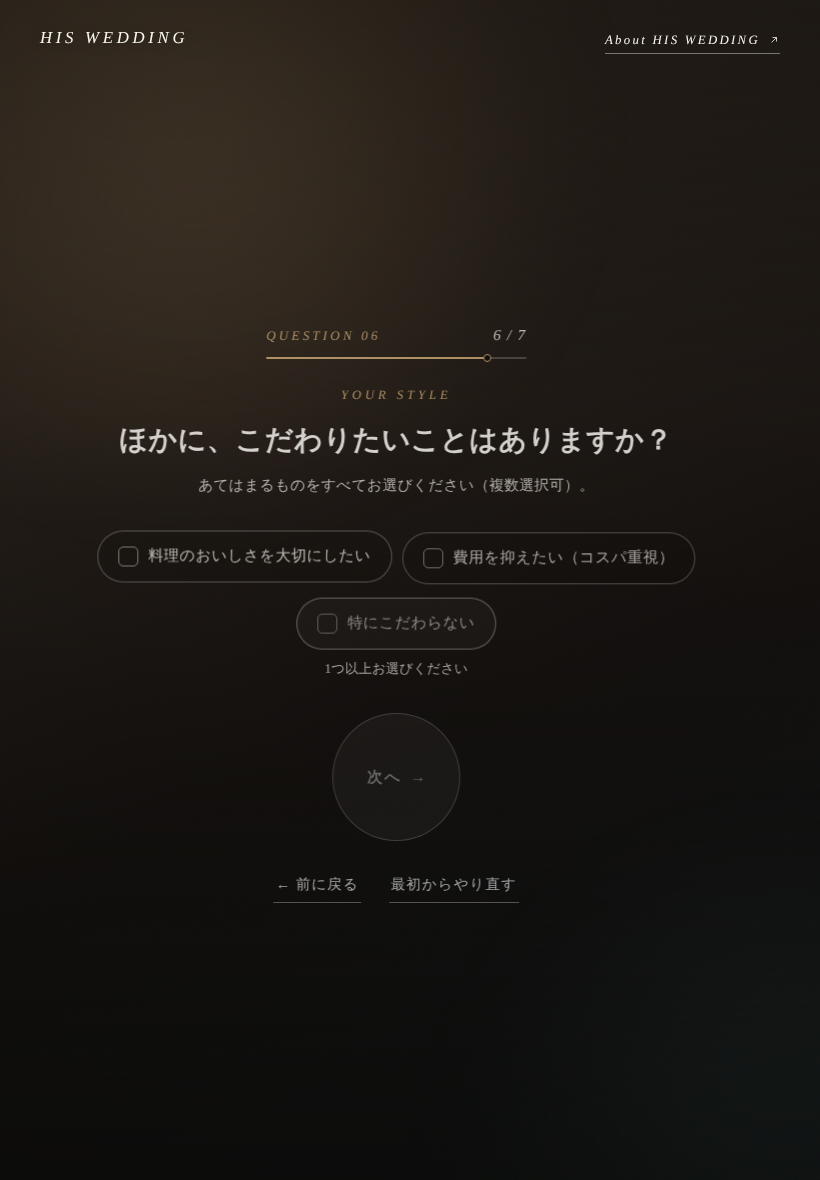 HIS WEDDING
About HIS WEDDING ↗
QUESTION 06
6 / 7
YOUR STYLE
ほかに、こだわりたいことはありますか？
あてはまるものをすべてお選びください（複数選択可）。
料理のおいしさを大切にしたい
費用を抑えたい（コスパ重視）
特にこだわらない
1つ以上お選びください
次へ →
← 前に戻る
最初からやり直す